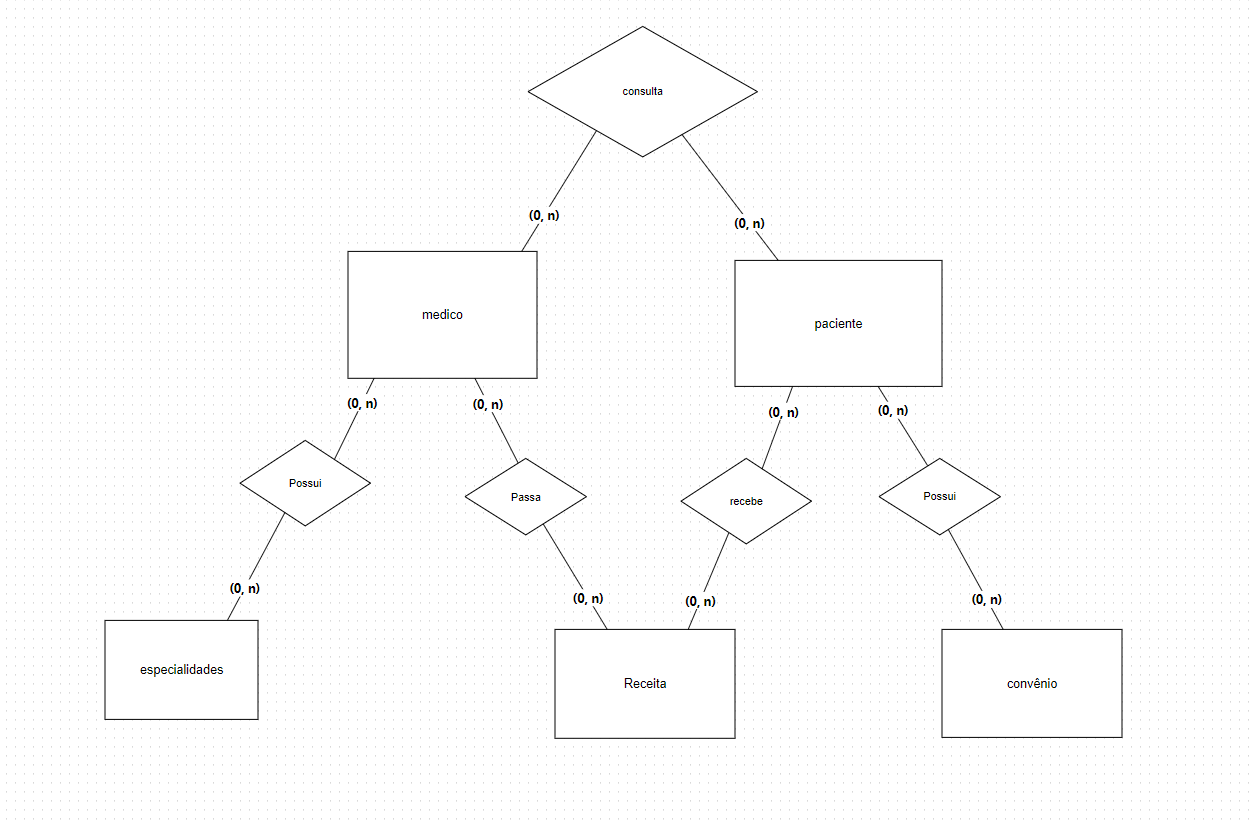 consulta
(0, n)
(0, n)
medico
paciente
(0, n)
(0, n)
(0, n)
(0, n)
Possui
Passa
recebe
Possui
(0, n)
(0, n)
(0, n)
(0, n)
especialidades
Receita
convênio